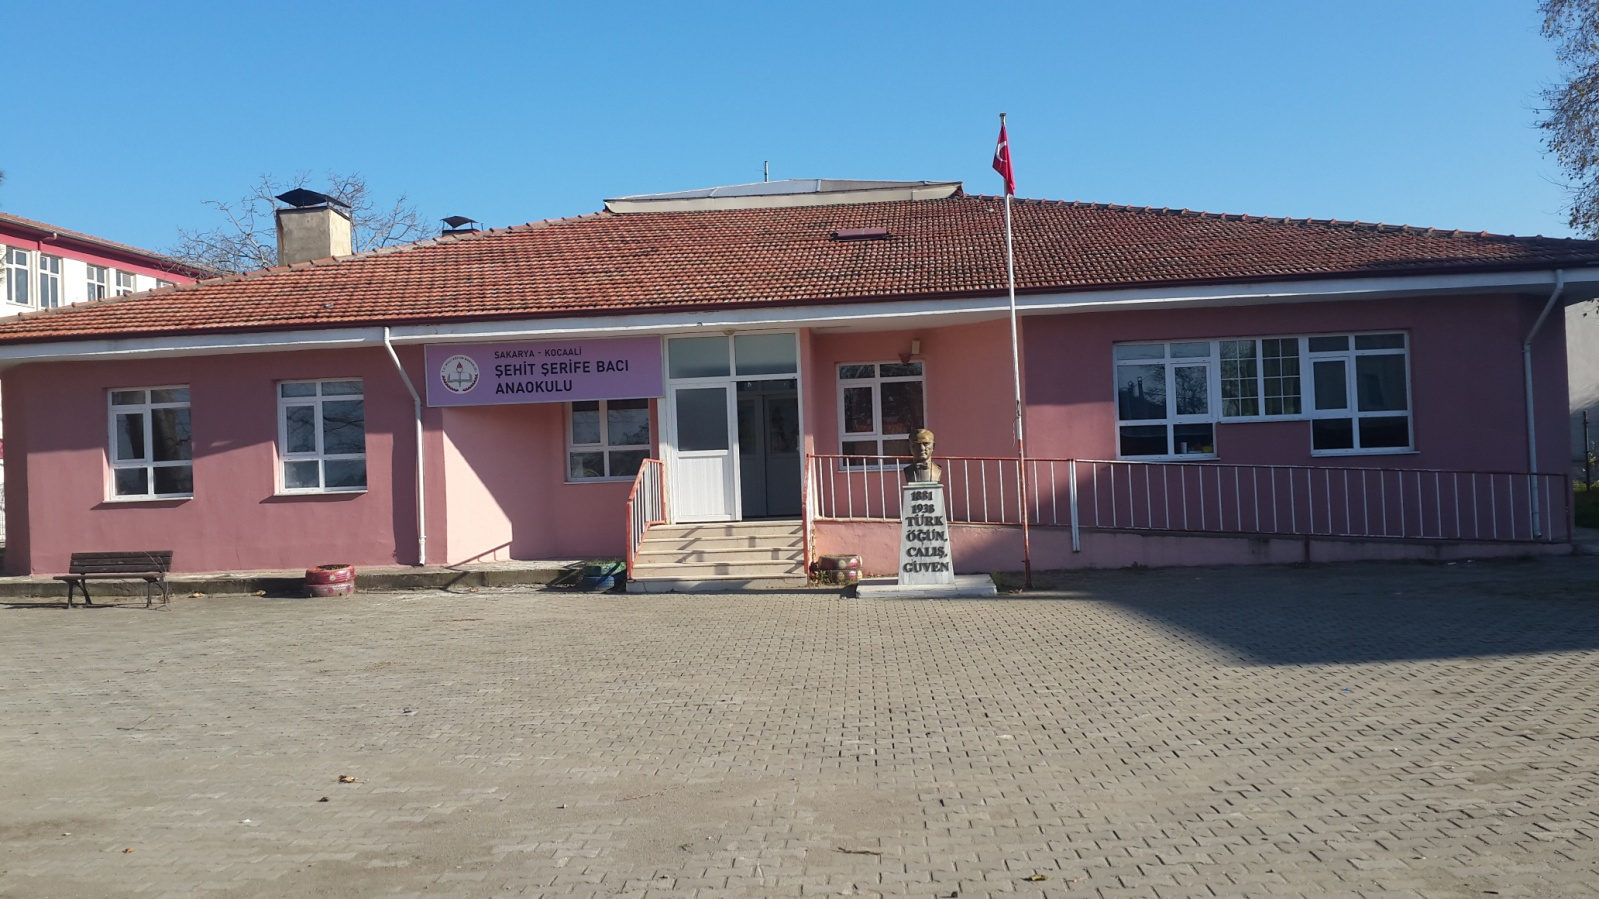 SAKARYA - KOCAALİ
ŞEHİT ŞERİFE BACI
ANAOKULU
1881
1938
TÜRK
ÖĞÜN,
ÇALIŞ,
GÜVEN